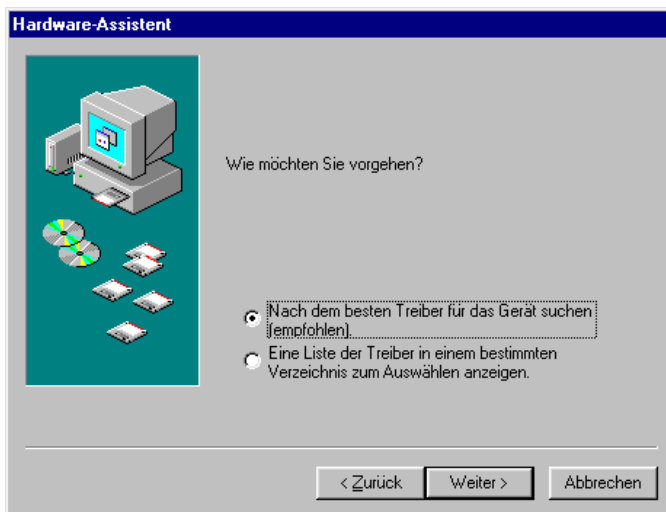 Hardware-Assistent
Wie möchten Sie vorgehen?
Nach dem besten Treiber für das Gerät suchen
(empfohlen).
Eine Liste der Treiber in einem bestimmten
Verzeichnis zum Auswählen anzeigen.
< Zurück
Weiter >
Abbrechen